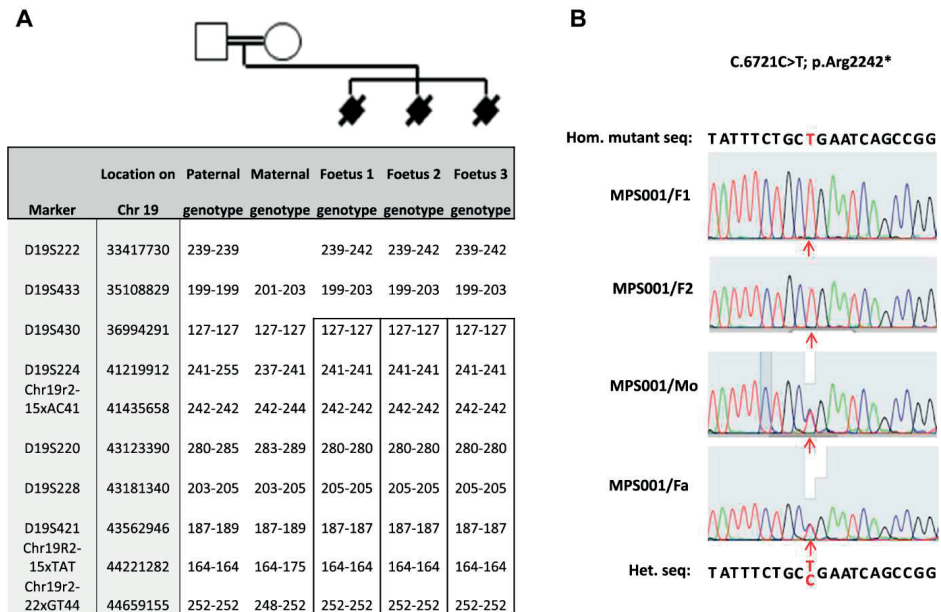 A
Marker Location on Chr 19 Paternal genotype Maternal genotype Foetus 1 genotype Foetus 2 genotype Foetus 3 genotype
D19S222 33417730 239-239 239-242 239-242 239-242
D19S433 35108829 199-199 201-203 199-203 199-203 199-203
D19S430 36994291 127-127 127-127 127-127 127-127 127-127
D19S224 41219912 241-255 237-241 241-241 241-241 241-241
Chr19r2-15xAC41 41435658 242-242 242-244 242-242 242-242 242-242
D19S220 43123390 280-285 283-289 280-280 280-280 280-280
D19S228 43181340 203-205 203-205 205-205 205-205 205-205
D19S421 43562946 187-189 187-189 187-187 187-187 187-187
Chr19R2-15xTAT 44221282 164-164 164-175 164-164 164-164 164-164
Chr19r2-22xGT44 44659155 252-252 248-252 252-252 252-252 252-252
B
C.6721C>T; p.Arg2242*
Hom. mutant seq: TATTTCTGCTGAATCAGCCGG
MPS001/F1
MPS001/F2
MPS001/Mo
MPS001/Fa
Het. seq: TATTTCTGC T/C GAATCAGCCGG